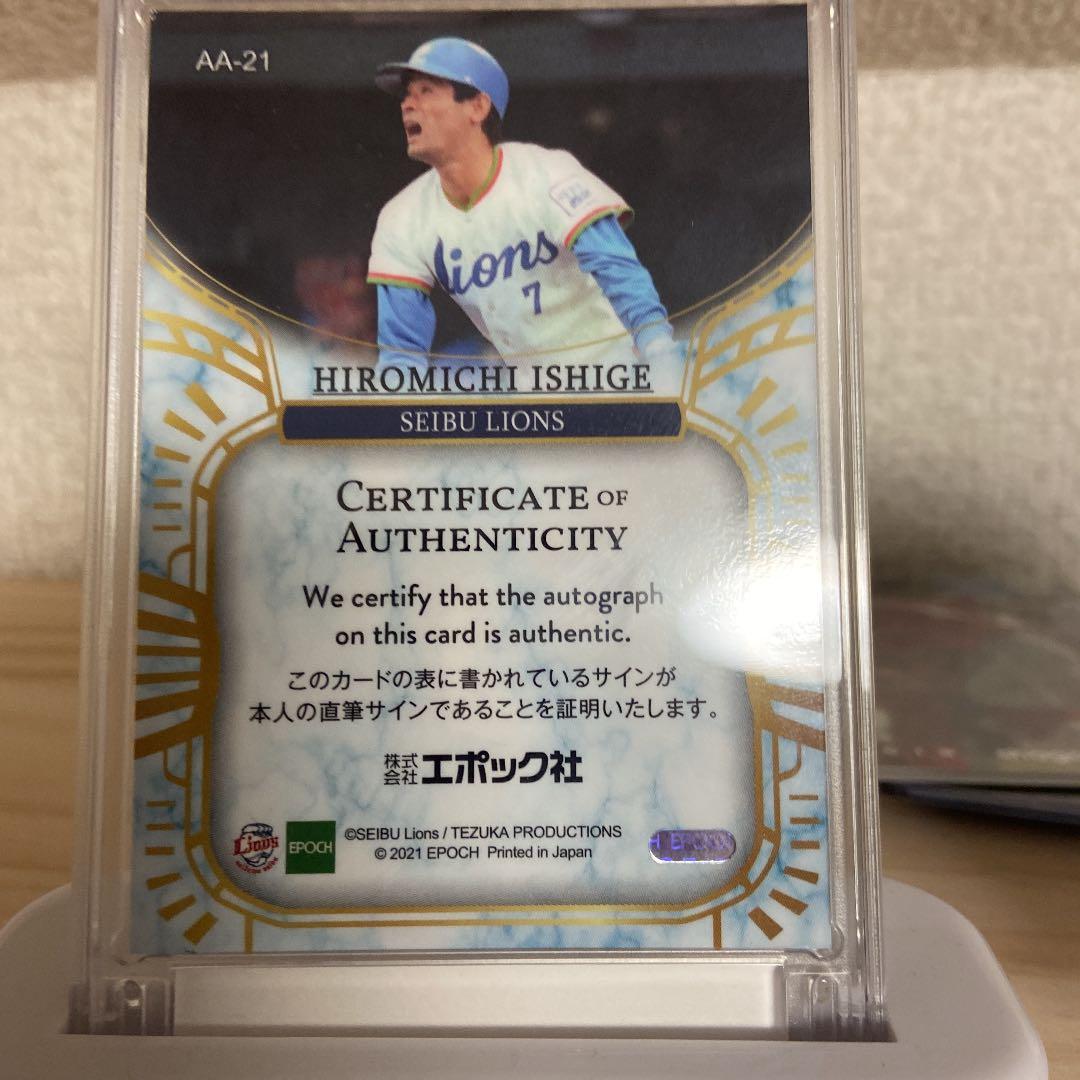 AA-21
Lions
7
HIROMICHI ISHIGE
SEIBU LIONS
CERTIFICATE OF
AUTHENTICITY
We certify that the autograph
on this card is authentic.
このカードの表に書かれているサインが
本人の直筆サインであることを証明いたします。
株式会社 エポック社
Lions
EPOCH
©SEIBU Lions / TEZUKA PRODUCTIONS
© 2021 EPOCH Printed in Japan